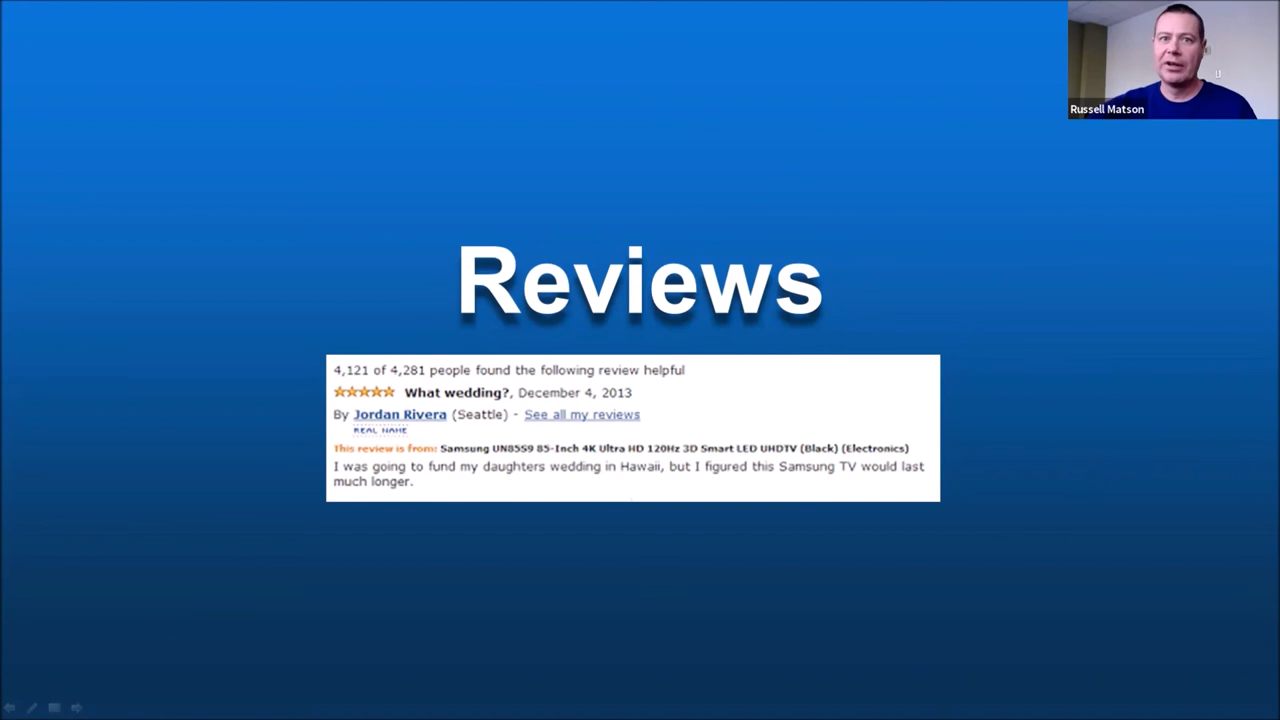 Russell Matson
Reviews
4,121 of 4,281 people found the following review helpful
What wedding?, December 4, 2013
By Jordan Rivera (Seattle) - See all my reviews
REAL NAME
This review is from: Samsung UN85S9 85-Inch 4K Ultra HD 120Hz 3D Smart LED UHDTV (Black) (Electronics)
I was going to fund my daughters wedding in Hawaii, but I figured this Samsung TV would last
much longer.